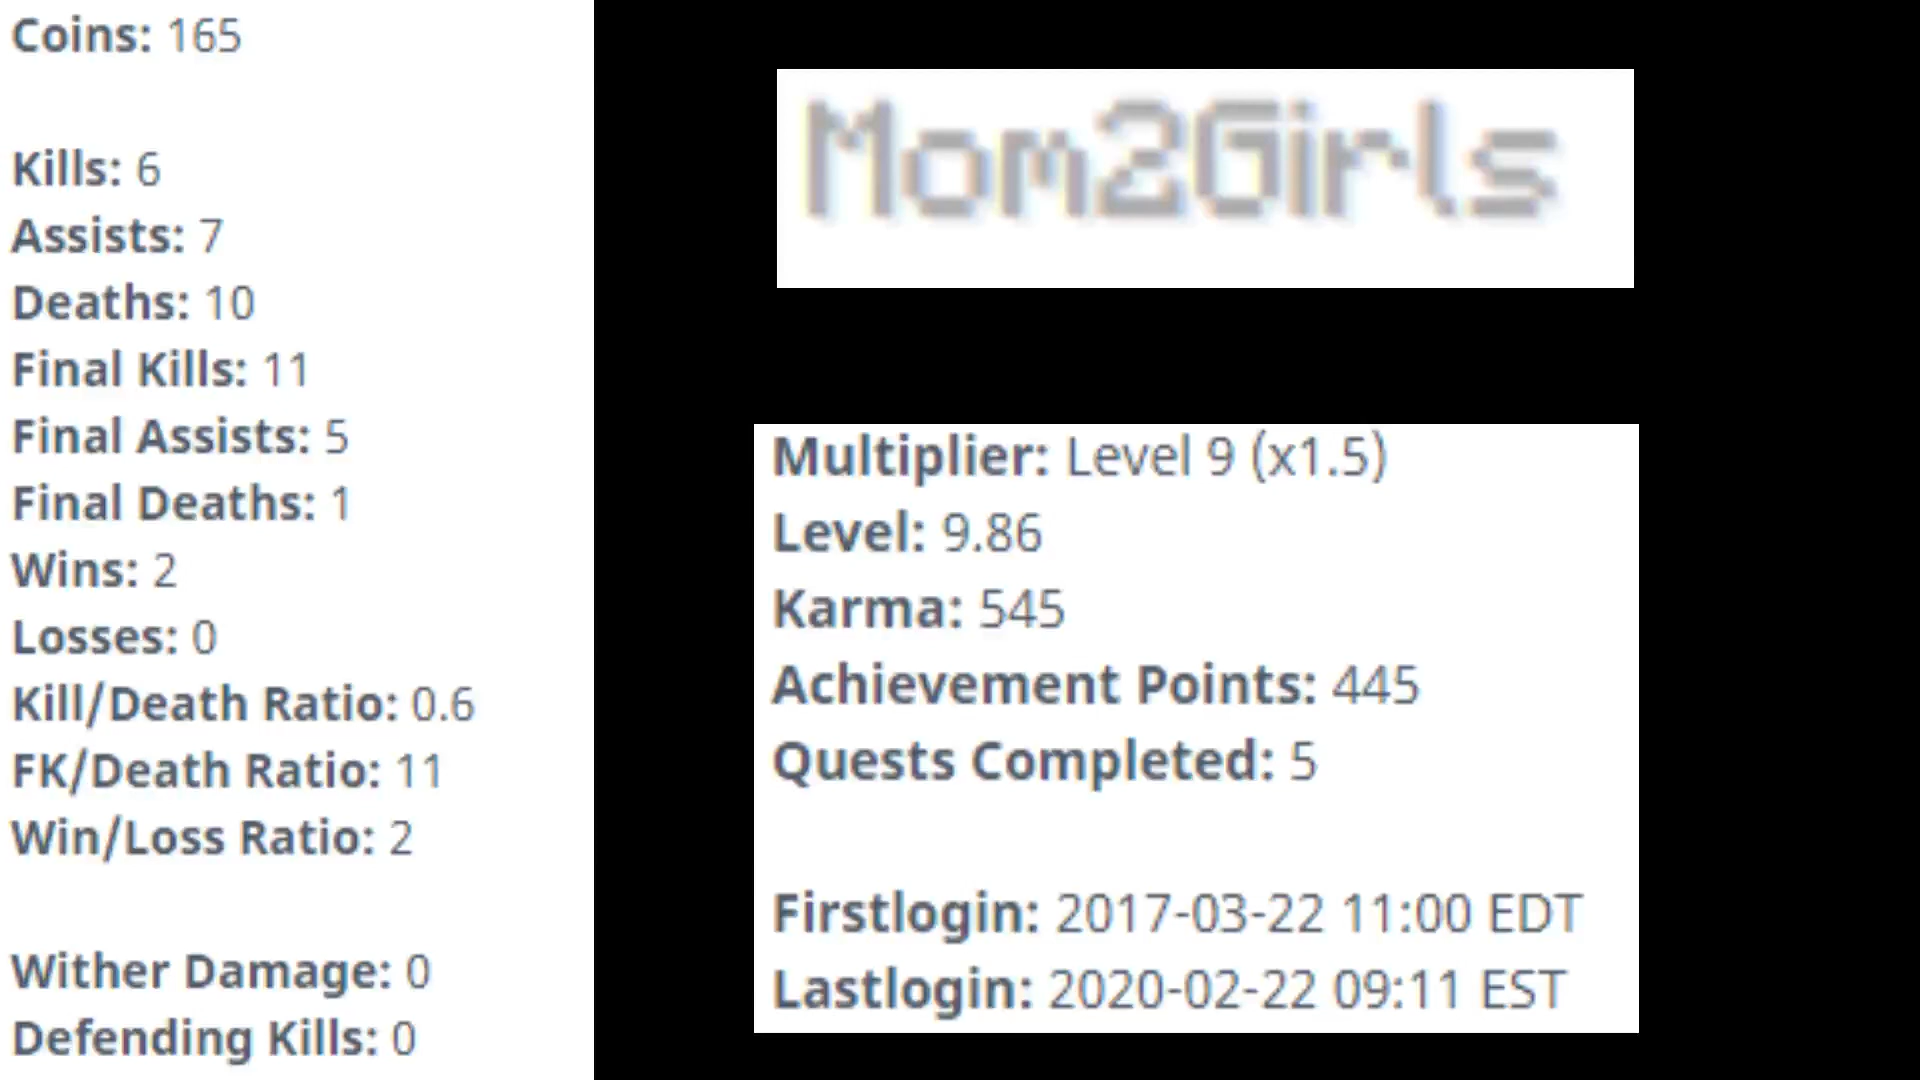 Coins: 165
Kills: 6
Assists: 7
Deaths: 10
Final Kills: 11
Final Assists: 5
Final Deaths: 1
Wins: 2
Losses: 0
Kill/Death Ratio: 0.6
FK/Death Ratio: 11
Win/Loss Ratio: 2
Wither Damage: 0
Defending Kills: 0
Mom2Girls
Multiplier: Level 9 (x1.5)
Level: 9.86
Karma: 545
Achievement Points: 445
Quests Completed: 5
Firstlogin: 2017-03-22 11:00 EDT
Lastlogin: 2020-02-22 09:11 EST